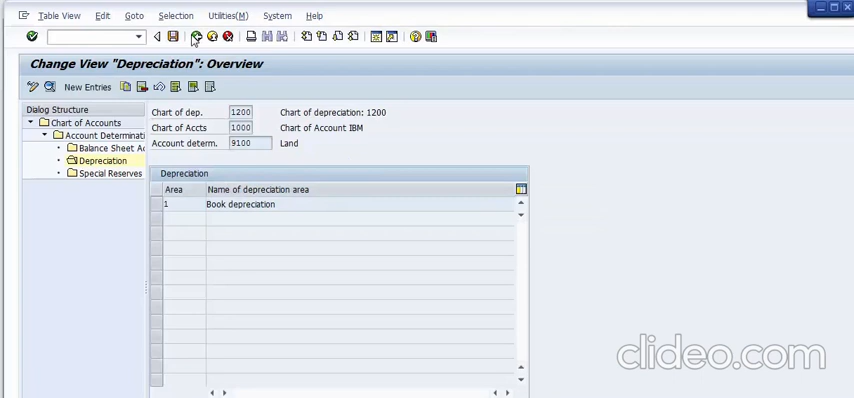 Table View Edit Goto Selection Utilities(M) System Help
Change View "Depreciation": Overview
New Entries
Dialog Structure
Chart of Accounts
Account Determinati
Balance Sheet Ac
Depreciation
Special Reserves
Chart of dep. 1200 Chart of depreciation: 1200
Chart of Accts 1000 Chart of Account IBM
Account determ. 9100 Land
Depreciation
Area Name of depreciation area
1 Book depreciation
clideo.com